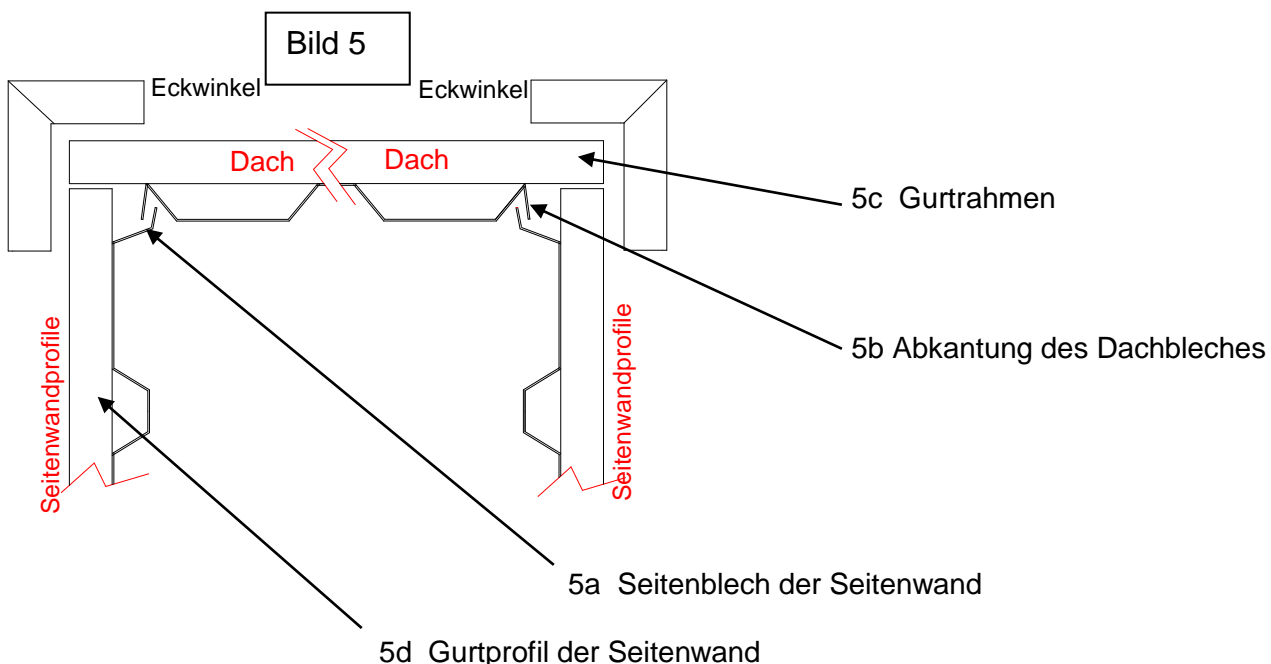 Bild 5
Eckwinkel
Eckwinkel
Dach
Dach
5c Gurtrahmen
Seitenwandprofile
Seitenwandprofile
5b Abkantung des Dachbleches
5a Seitenblech der Seitenwand
5d Gurtprofil der Seitenwand